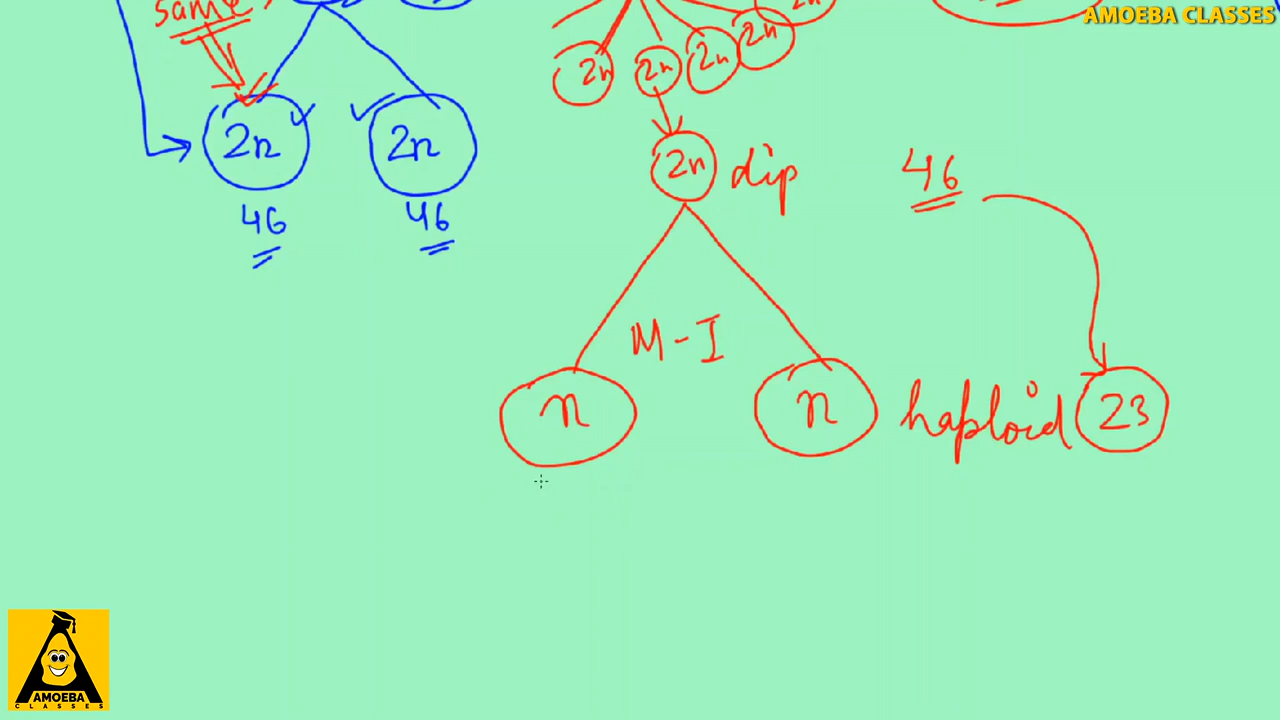 same
AMOEBA CLASSES
2n
2n
2n
2n
2n
2n
2n
2n dip
46
46
46
M-I
n
n
haploid 23
AMOEBA
CLASSES